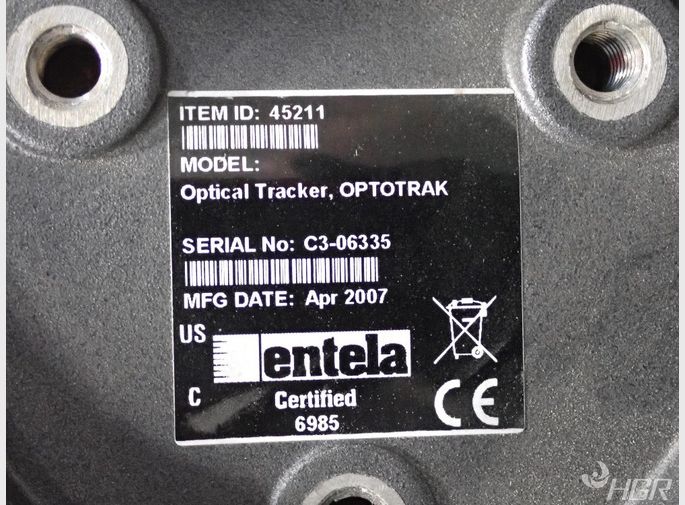 ITEM ID: 45211
MODEL:
Optical Tracker, OPTOTRAK
SERIAL No: C3-06335
MFG DATE: Apr 2007
US
entela
C
Certified
6985
CE
HGR